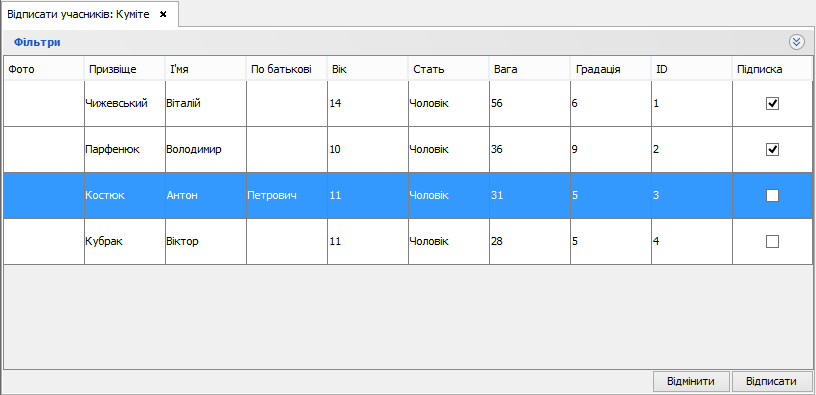 Відписати учасників: Куміте
Фільтри
Фото Призвіще І'мя По батькові Вік Стать Вага Градація ID Підписка
Чижевський Віталій 14 Чоловік 56 6 1
Парфенюк Володимир 10 Чоловік 36 9 2
Костюк Антон Петрович 11 Чоловік 31 5 3
Кубрак Віктор 11 Чоловік 28 5 4
Відмінити Відписати